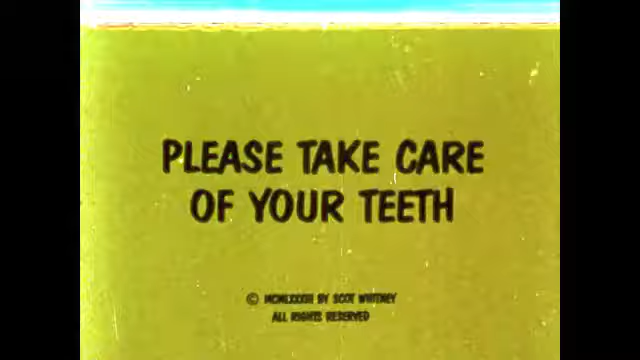 PLEASE TAKE CARE
OF YOUR TEETH
© BY SCOT WHITNEY
ALL RIGHTS RESERVED